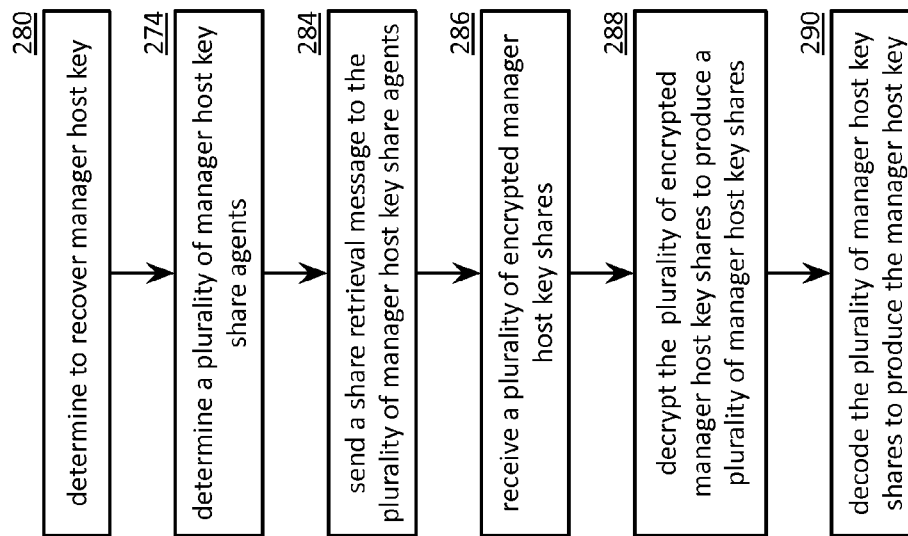 280
determine to recover manager host key
274
determine a plurality of manager host key
share agents
284
send a share retrieval message to the
plurality of manager host key share agents
286
receive a plurality of encrypted manager
host key shares
288
decrypt the plurality of encrypted
manager host key shares to produce a
plurality of manager host key shares
290
decode the plurality of manager host key
shares to produce the manager host key